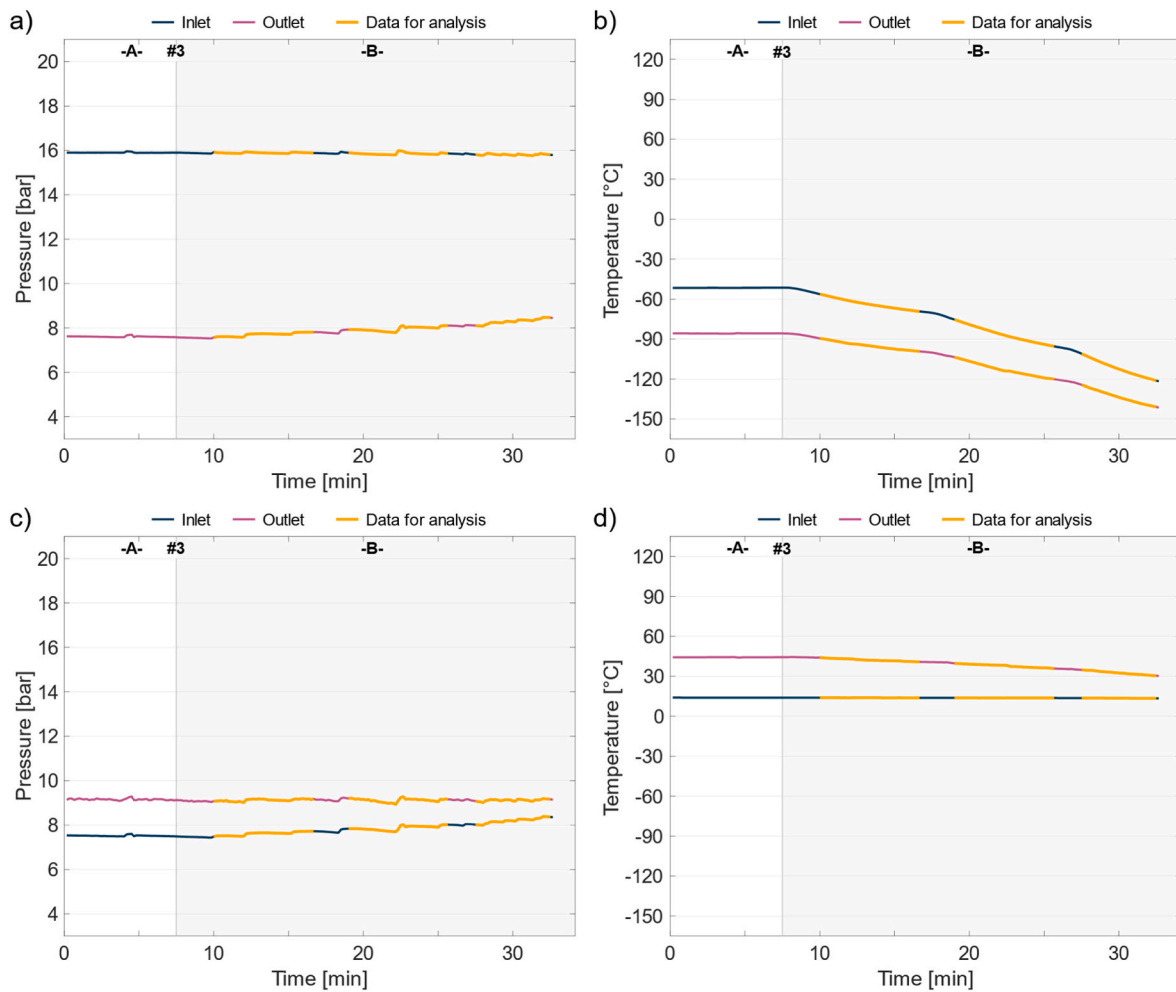 a)
Inlet Outlet Data for analysis
-A- #3 -B-
20
18
16
14
12
10
8
6
4
Pressure [bar]
0 10 20 30
Time [min]
b)
Inlet Outlet Data for analysis
-A- #3 -B-
120
90
60
30
0
-30
-60
-90
-120
-150
Temperature [°C]
0 10 20 30
Time [min]
c)
Inlet Outlet Data for analysis
-A- #3 -B-
20
18
16
14
12
10
8
6
4
Pressure [bar]
0 10 20 30
Time [min]
d)
Inlet Outlet Data for analysis
-A- #3 -B-
120
90
60
30
0
-30
-60
-90
-120
-150
Temperature [°C]
0 10 20 30
Time [min]